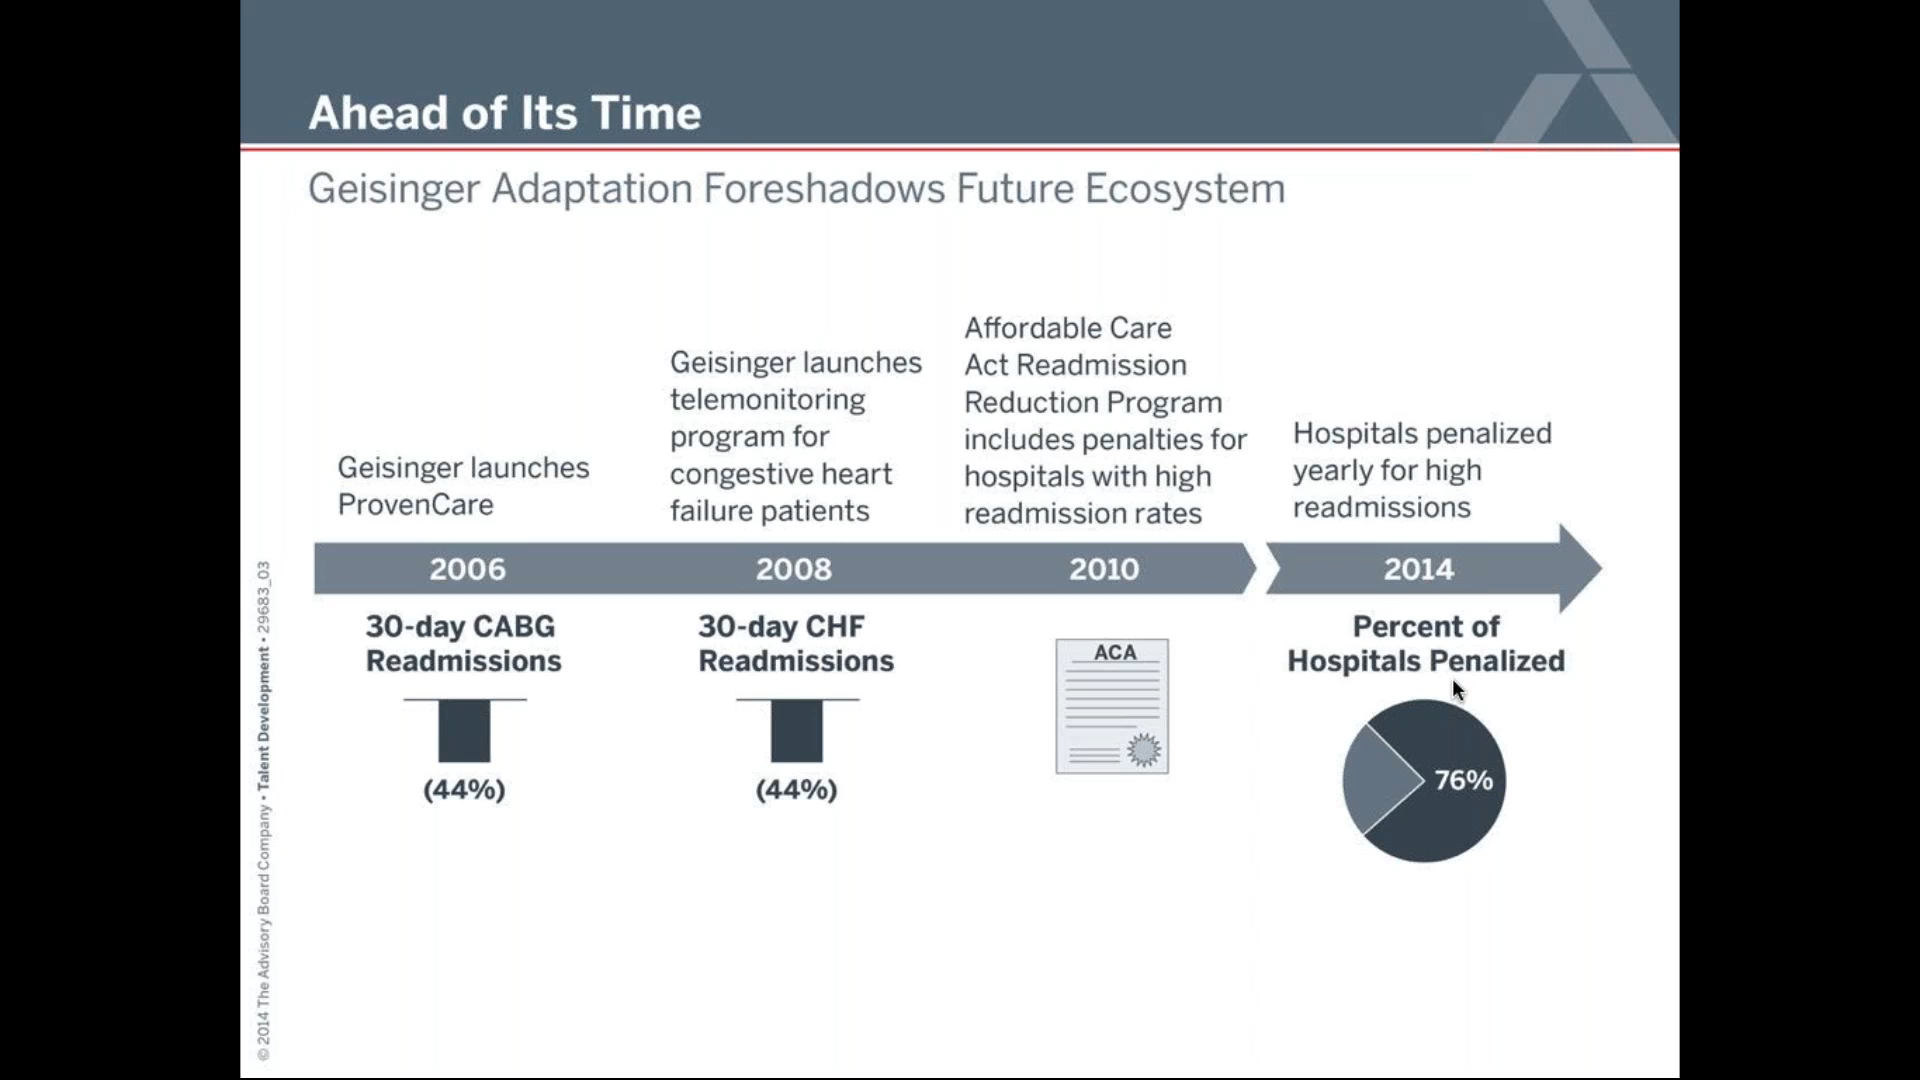 Ahead of Its Time
Geisinger Adaptation Foreshadows Future Ecosystem
Geisinger launches
ProvenCare
Geisinger launches
telemonitoring
program for
congestive heart
failure patients
Affordable Care
Act Readmission
Reduction Program
includes penalties for
hospitals with high
readmission rates
Hospitals penalized
yearly for high
readmissions
2006
2008
2010
2014
30-day CABG
Readmissions
(44%)
30-day CHF
Readmissions
(44%)
ACA
Percent of
Hospitals Penalized
76%
© 2014 The Advisory Board Company • Talent Development • 29683_03